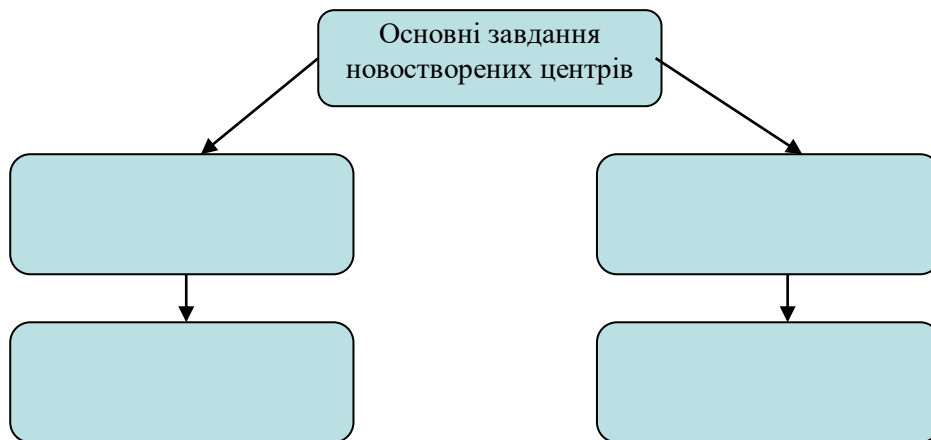 Основні завдання
новостворених центрів